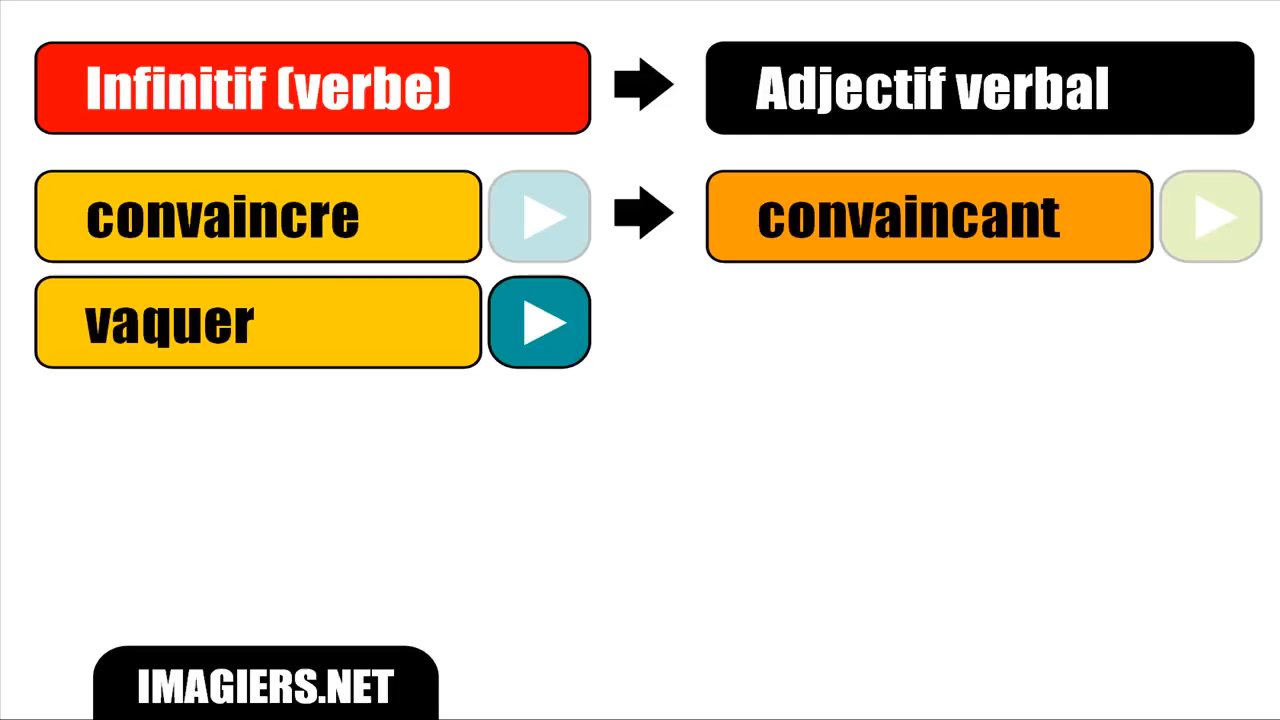 Infinitif (verbe)
Adjectif verbal
convaincre
convaincant
vaquer
IMAGIERS.NET